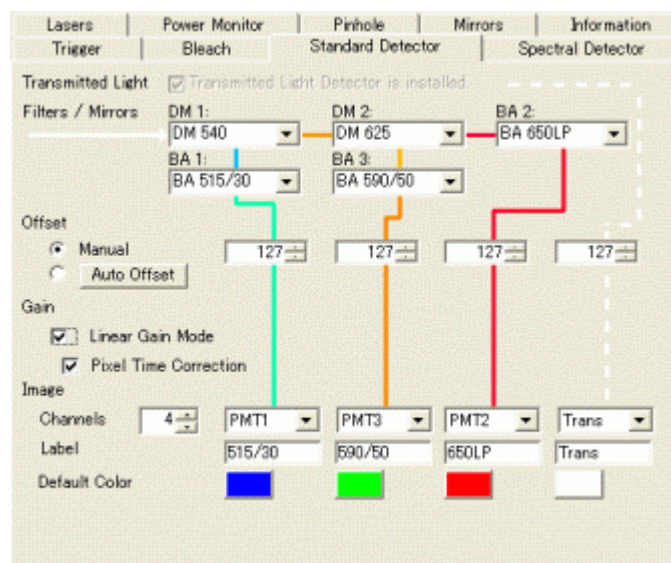 Lasers Power Monitor Pinhole Mirrors Information
Trigger Bleach Standard Detector Spectral Detector
Transmitted Light Transmitted Light Detector is installed.
Filters / Mirrors DM 1: DM 2: BA 2:
DM 540 DM 625 BA 650LP
BA 1: BA 3:
BA 515/30 BA 590/50
Offset
Manual 127 127 127 127
Auto Offset
Gain
Linear Gain Mode
Pixel Time Correction
Image
Channels 4 PMT1 PMT3 PMT2 Trans
Label 515/30 590/50 650LP Trans
Default Color